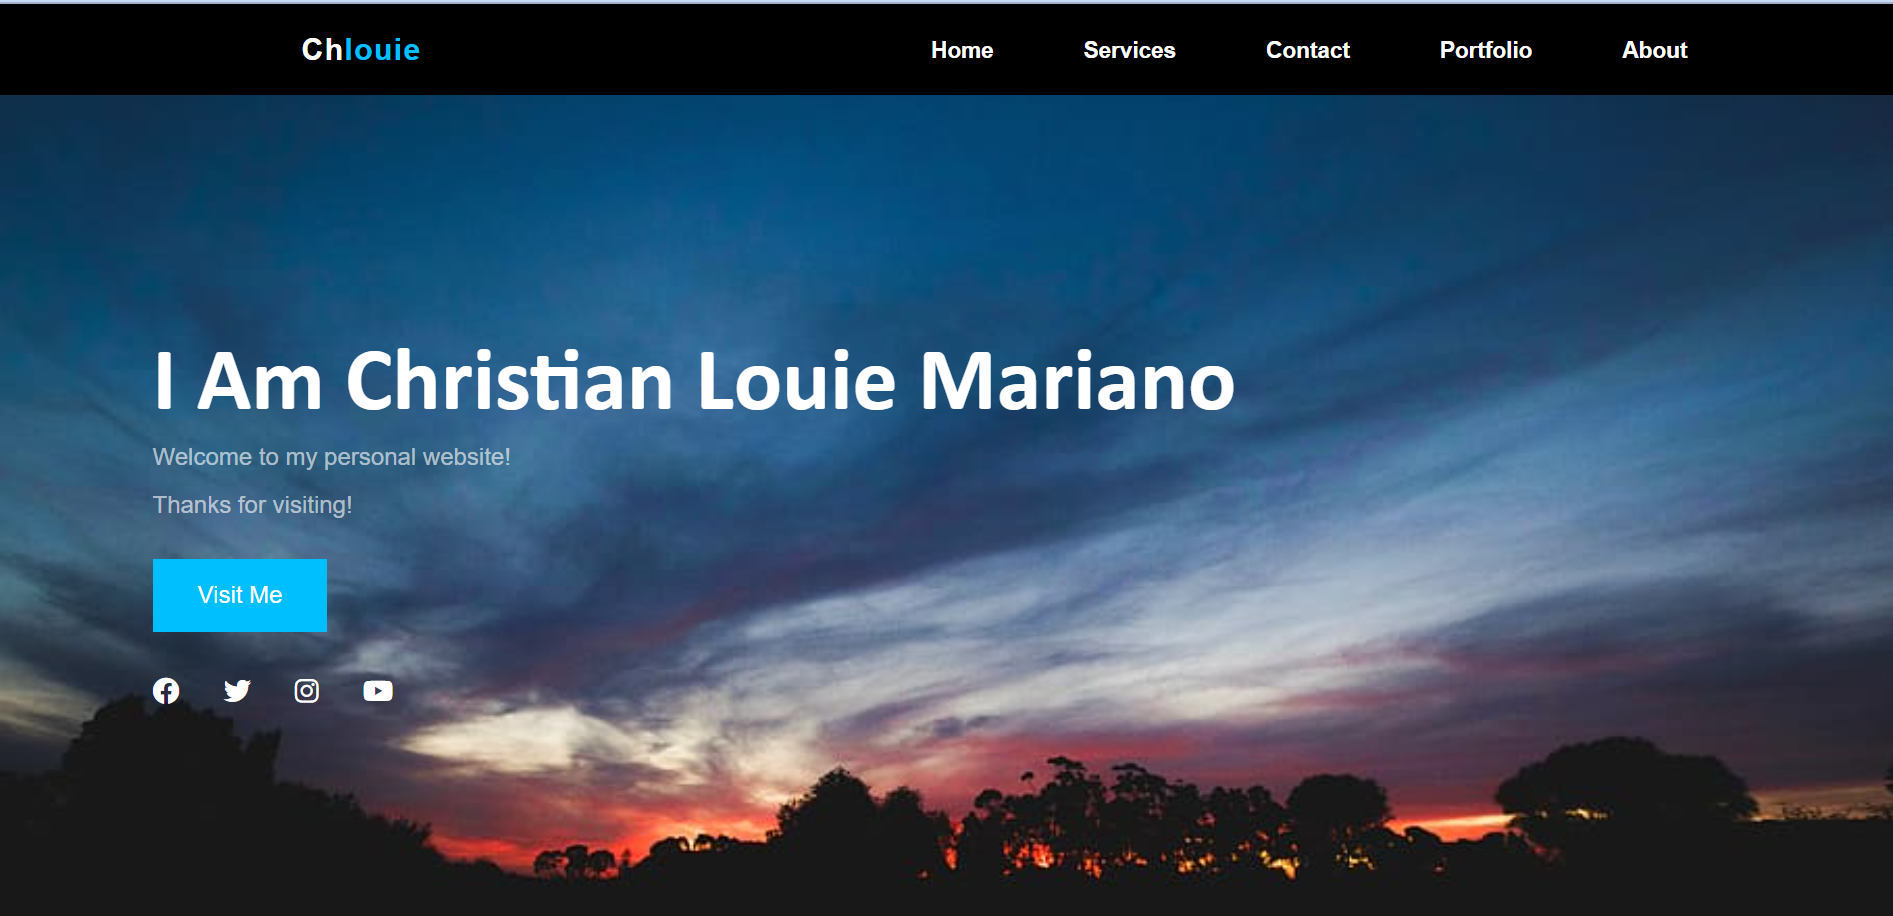 Chlouie Home Services Contact Portfolio About
I Am Christian Louie Mariano
Welcome to my personal website!
Thanks for visiting!
Visit Me